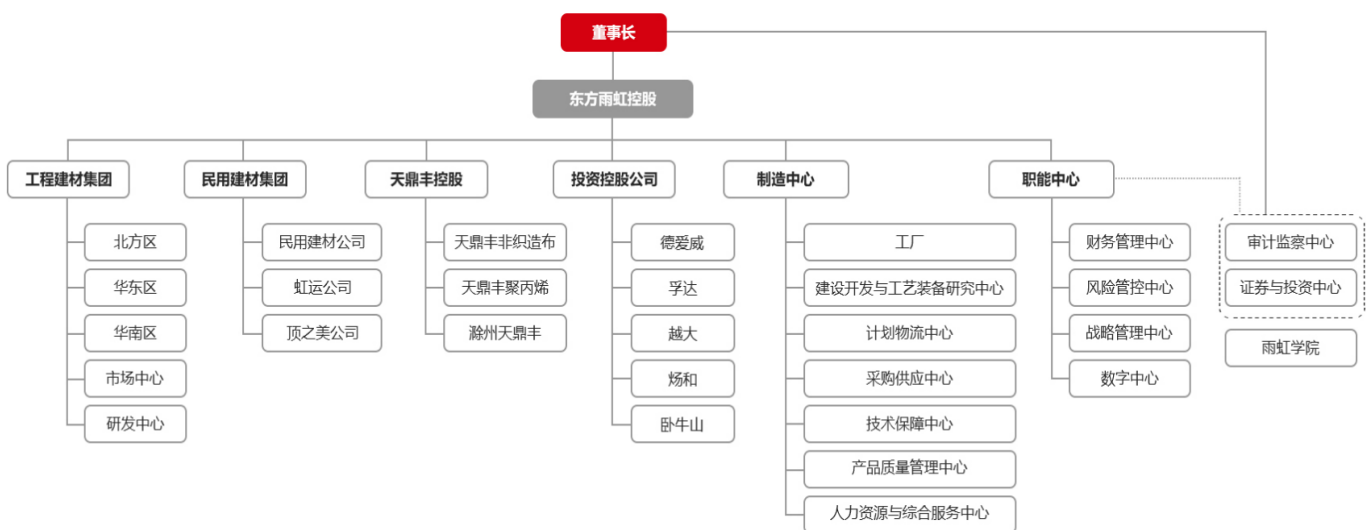 董事长
东方雨虹控股
工程建材集团
北方区
华东区
华南区
市场中心
研发中心
民用建材集团
民用建材公司
虹运公司
顶之美公司
天鼎丰控股
天鼎丰非织造布
天鼎丰聚丙烯
滁州天鼎丰
投资控股公司
德爱威
孚达
越大
炀和
卧牛山
制造中心
工厂
建设开发与工艺装备研究中心
计划物流中心
采购供应中心
技术保障中心
产品质量管理中心
人力资源与综合服务中心
职能中心
财务管理中心
风险管控中心
战略管理中心
数字中心
审计监察中心
证券与投资中心
雨虹学院